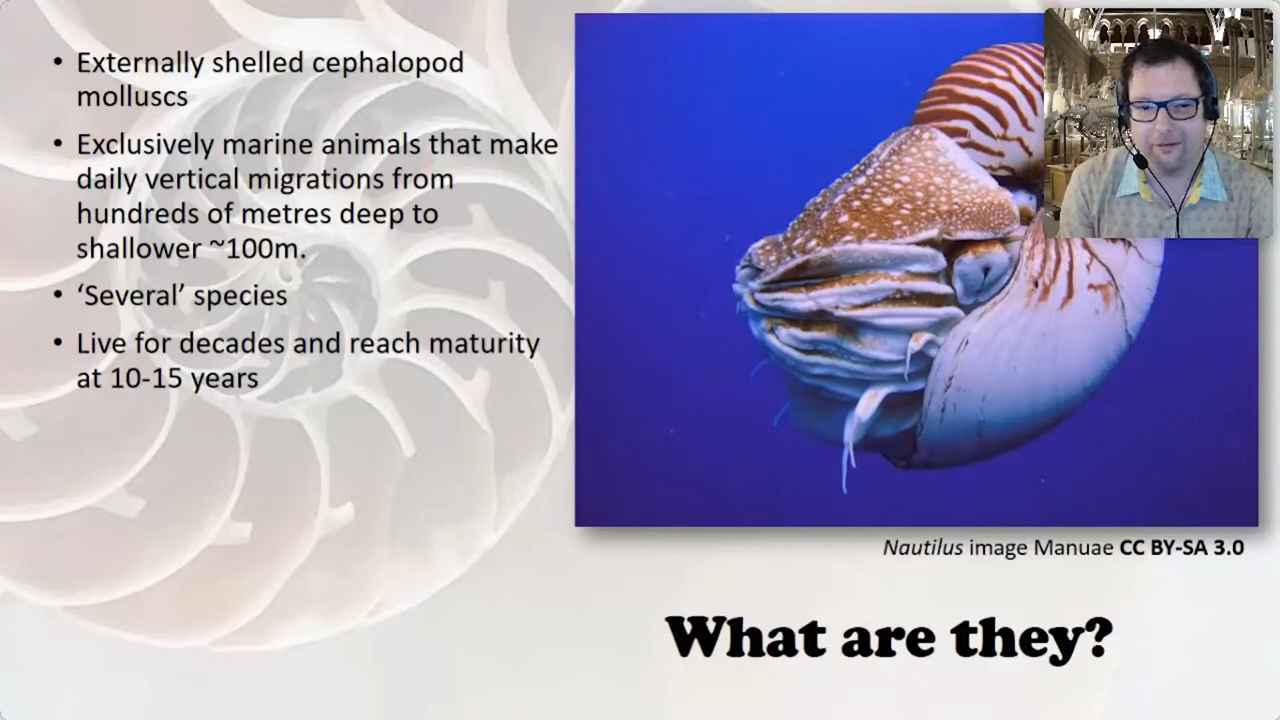 • Externally shelled cephalopod
molluscs
• Exclusively marine animals that make
daily vertical migrations from
hundreds of metres deep to
shallower ~100m.
• ‘Several’ species
• Live for decades and reach maturity
at 10-15 years
Nautilus image Manuae CC BY-SA 3.0
What are they?